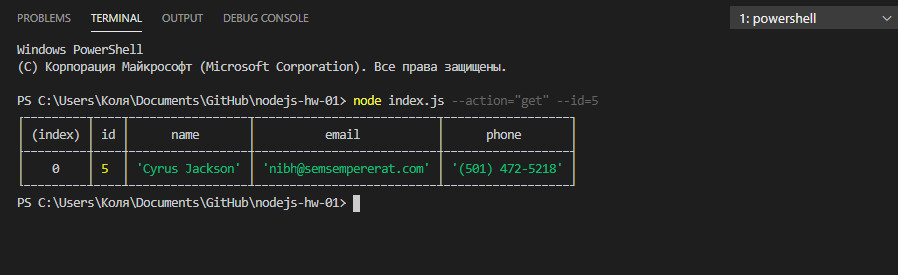 PROBLEMS TERMINAL OUTPUT DEBUG CONSOLE 1: powershell
Windows PowerShell
(C) Корпорация Майкрософт (Microsoft Corporation). Все права защищены.
PS C:\Users\Коля\Documents\GitHub\nodejs-hw-01> node index.js --action="get" --id=5
(index) id name email phone
0 5 'Cyrus Jackson' 'nibh@semsempererat.com' '(501) 472-5218'
PS C:\Users\Коля\Documents\GitHub\nodejs-hw-01>